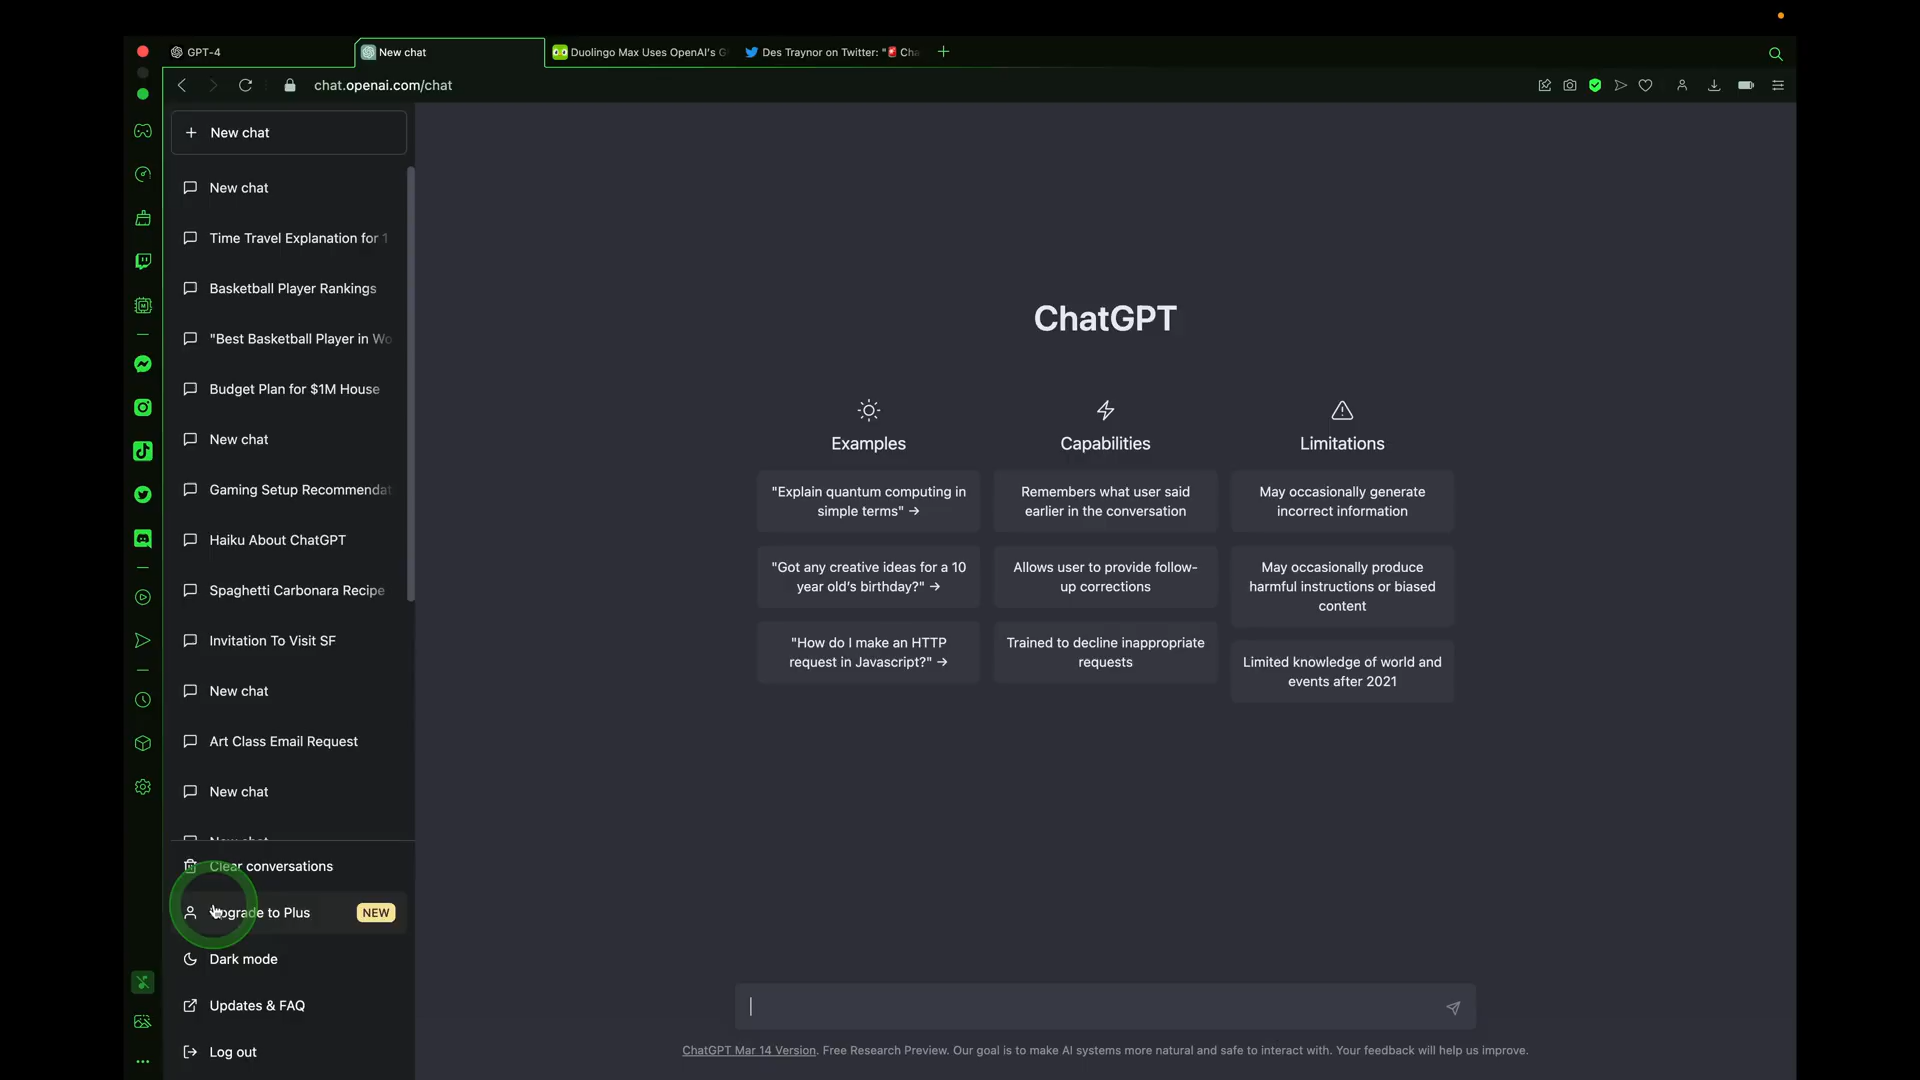 GPT-4
New chat
Duolingo Max Uses OpenAI's G
Des Traynor on Twitter: "🚨 Cha
chat.openai.com/chat
New chat
New chat
Time Travel Explanation for 1
Basketball Player Rankings
"Best Basketball Player in Wo
Budget Plan for $1M House
New chat
Gaming Setup Recommendat
Haiku About ChatGPT
Spaghetti Carbonara Recipe
Invitation To Visit SF
New chat
Art Class Email Request
New chat
New chat
Clear conversations
Upgrade to Plus
NEW
Dark mode
Updates & FAQ
Log out
ChatGPT
Examples
"Explain quantum computing in
simple terms" →
"Got any creative ideas for a 10
year old's birthday?" →
"How do I make an HTTP
request in Javascript?" →
Capabilities
Remembers what user said
earlier in the conversation
Allows user to provide follow-
up corrections
Trained to decline inappropriate
requests
Limitations
May occasionally generate
incorrect information
May occasionally produce
harmful instructions or biased
content
Limited knowledge of world and
events after 2021
ChatGPT Mar 14 Version. Free Research Preview. Our goal is to make AI systems more natural and safe to interact with. Your feedback will help us improve.